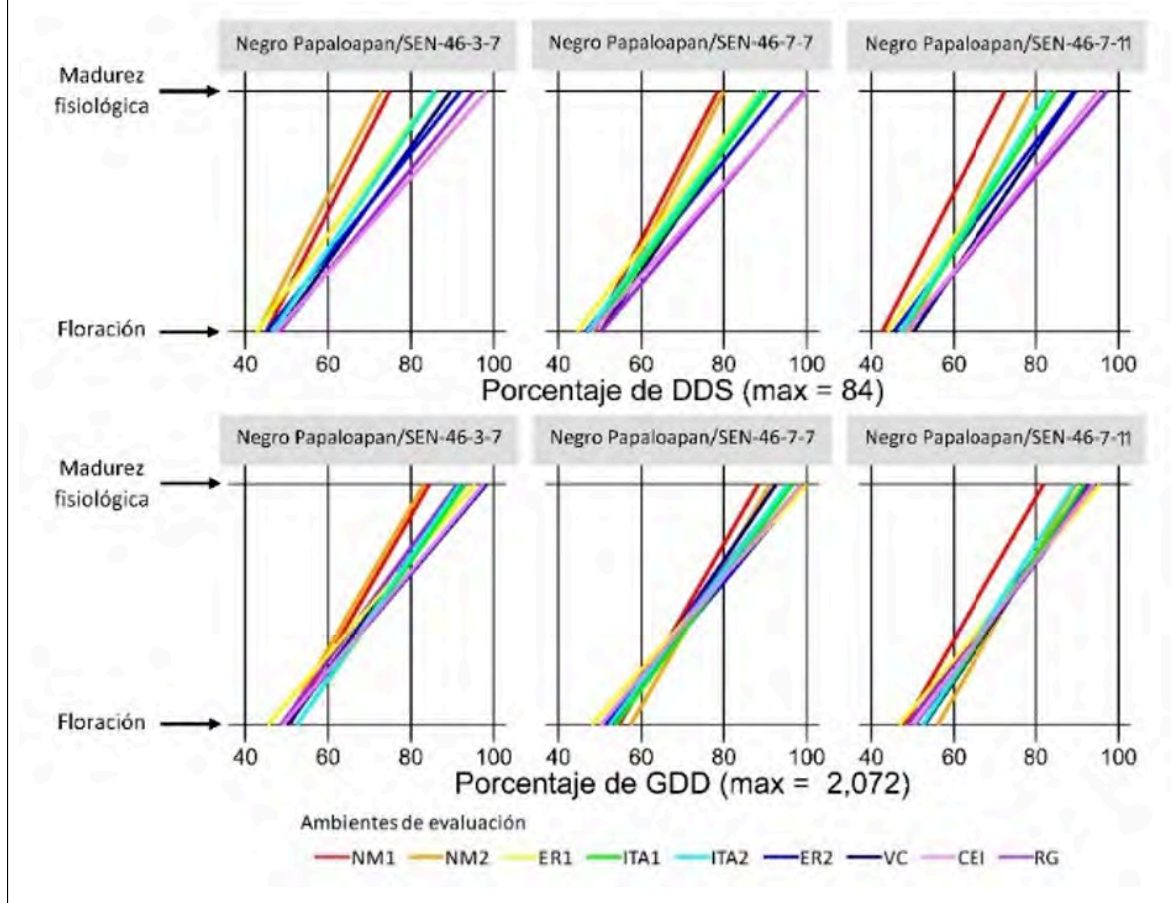 Negro Papaloapan/SEN-46-3-7 Negro Papaloapan/SEN-46-7-7 Negro Papaloapan/SEN-46-7-11
Madurez
fisiológica
Floración
40 60 80 100 40 60 80 100 40 60 80 100
Porcentaje de DDS (max = 84)
Negro Papaloapan/SEN-46-3-7 Negro Papaloapan/SEN-46-7-7 Negro Papaloapan/SEN-46-7-11
Madurez
fisiológica
Floración
40 60 80 100 40 60 80 100 40 60 80 100
Porcentaje de GDD (max = 2,072)
Ambientes de evaluación
NM1 NM2 ER1 ITA1 ITA2 ER2 VC CEI RG